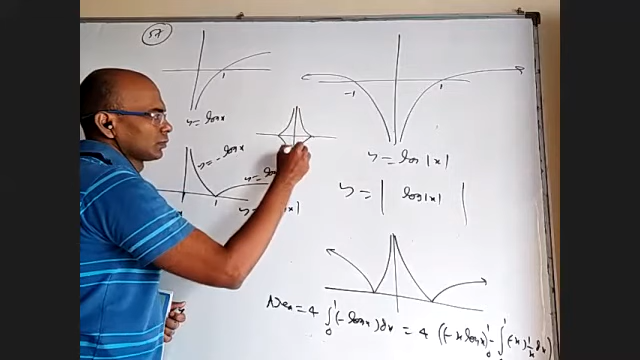 57
1
y = log x
y = -log x
1
-1
1
y = log |x|
y = | log |x| |
Area = 4 ∫₀¹ (-log x) dx = 4 ((-x log x)₀¹ - ∫₀¹ (-x) 1/x dx)